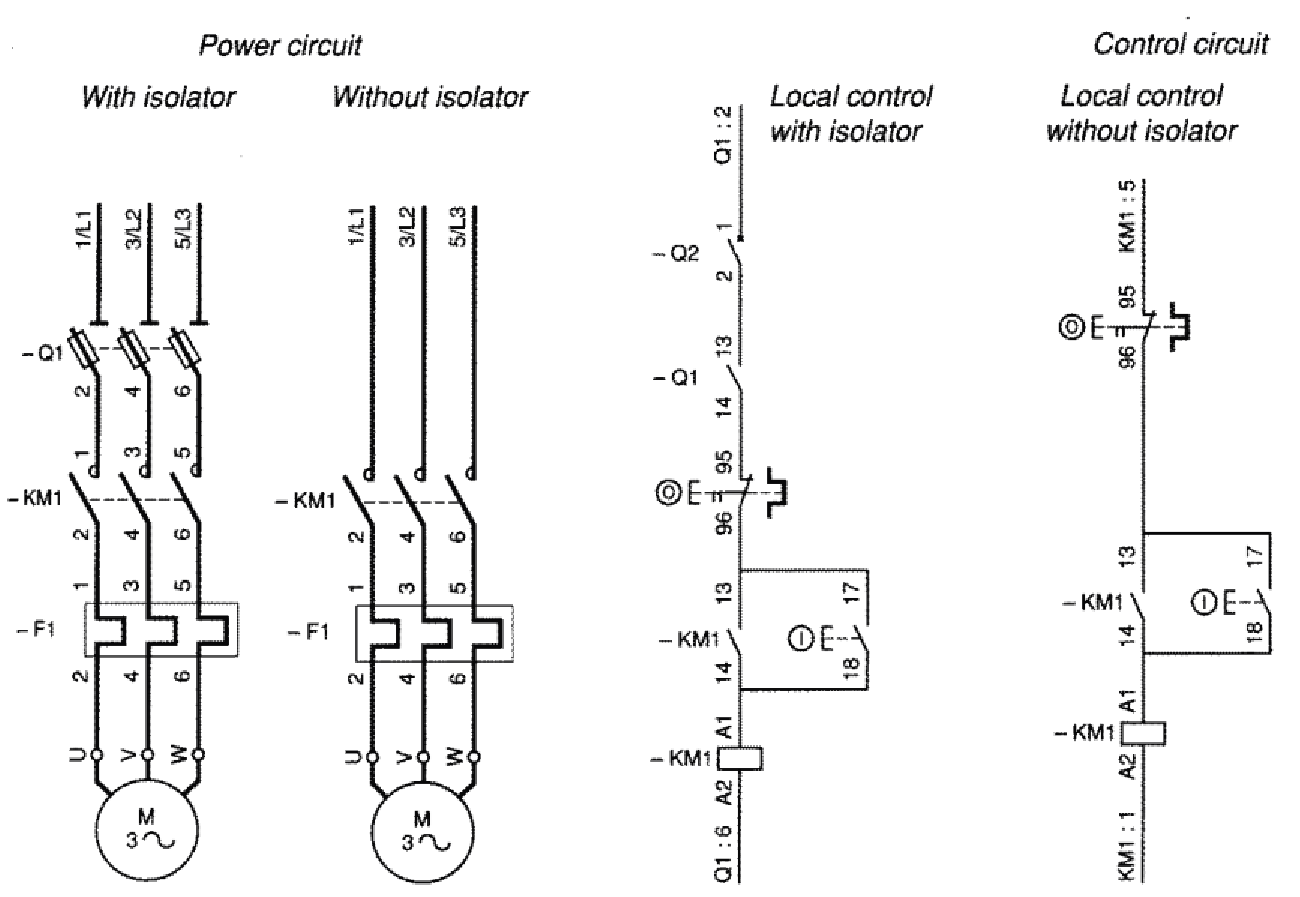 Power circuit
Control circuit
With isolator
Without isolator
Local control
with isolator
Local control
without isolator
1/L1
3/L2
5/L3
– Q1
2
4
6
1
3
5
– KM1
2
4
6
1
3
5
– F1
2
4
6
U
V
W
M
3
1/L1
3/L2
5/L3
– KM1
2
4
6
1
3
5
– F1
2
4
6
U
V
W
M
3
Q1 : 2
1
– Q2
2
13
– Q1
14
95
O
96
13
17
– KM1
I
14
18
A1
– KM1
A2
Q1 : 6
KM1 : 5
95
O
96
13
17
– KM1
I
14
18
A1
– KM1
A2
KM1 : 1